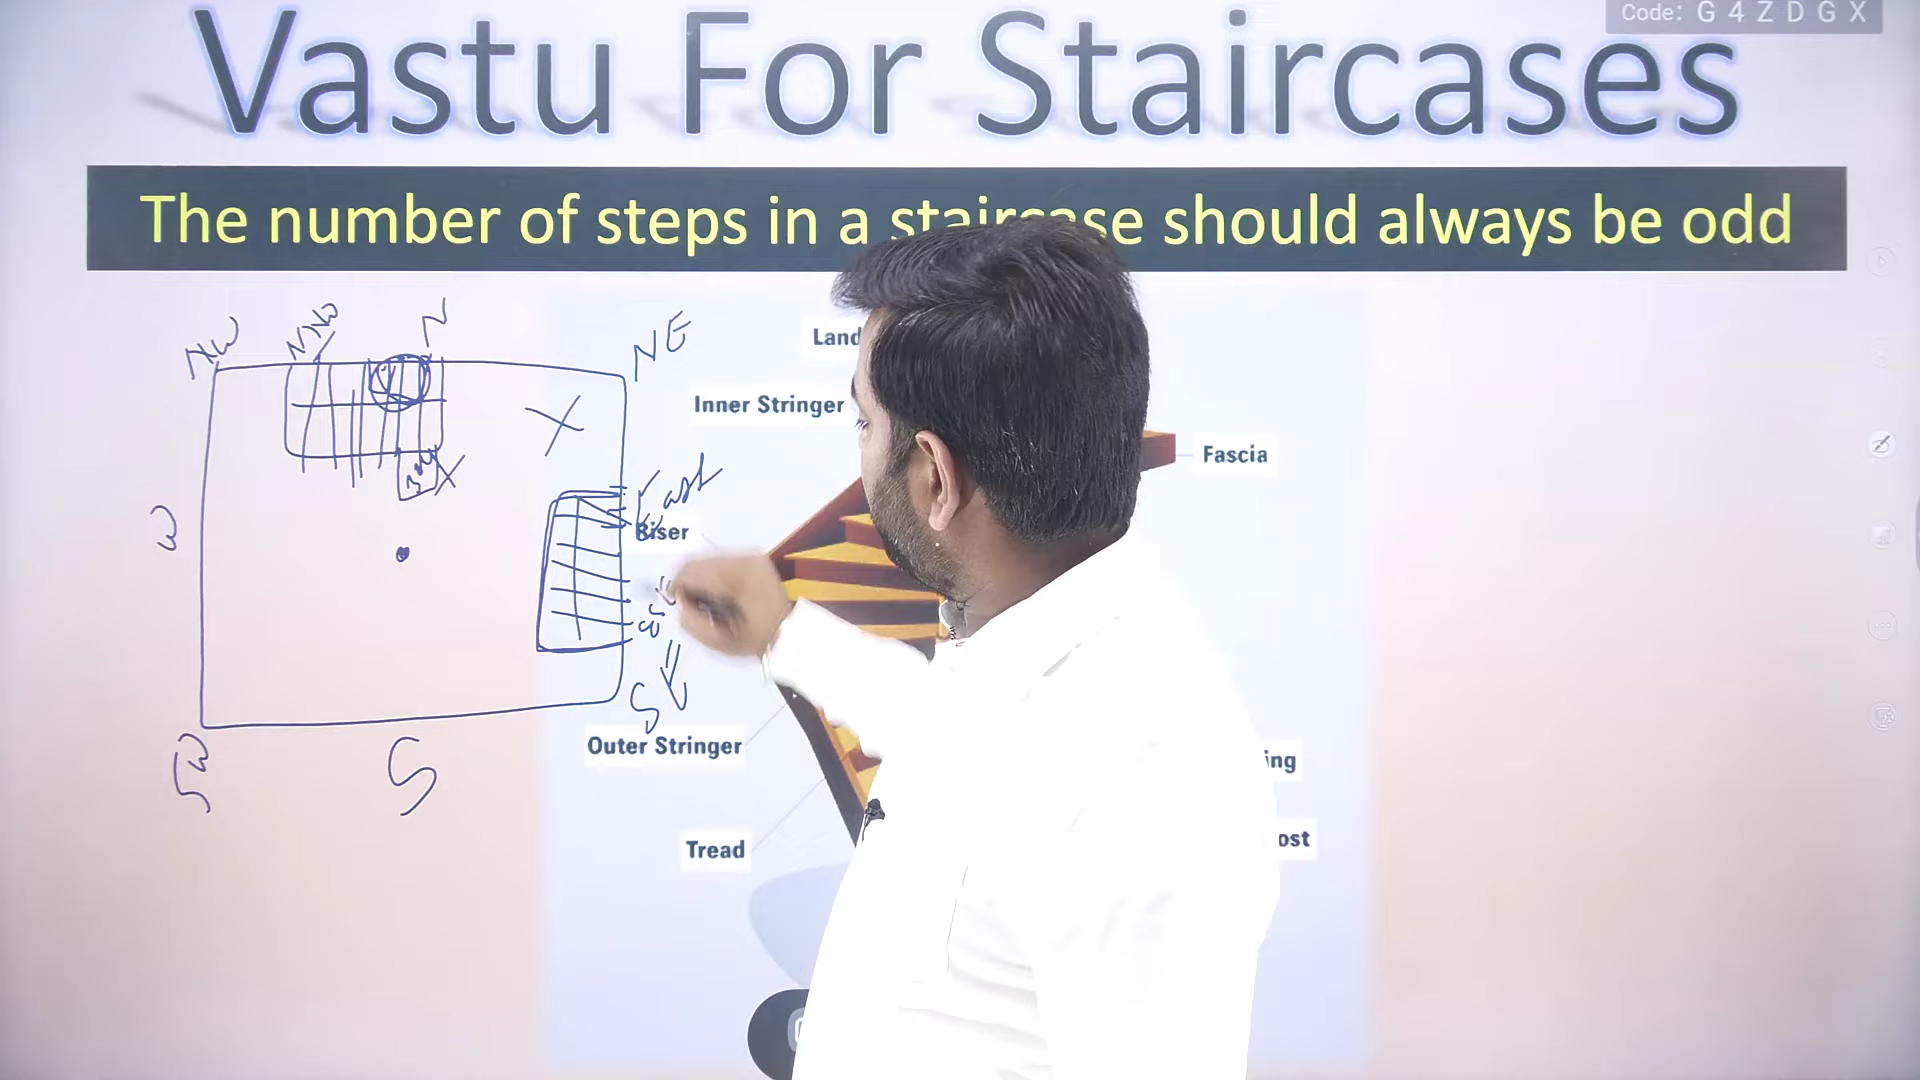 Code: G 4 Z D G X
Vastu For Staircases
The number of steps in a staircase should always be odd
NW
NNW
N
NE
Land
Inner Stringer
Fascia
East
Riser
W
S
Outer Stringer
ing
SW
S
ost
Tread